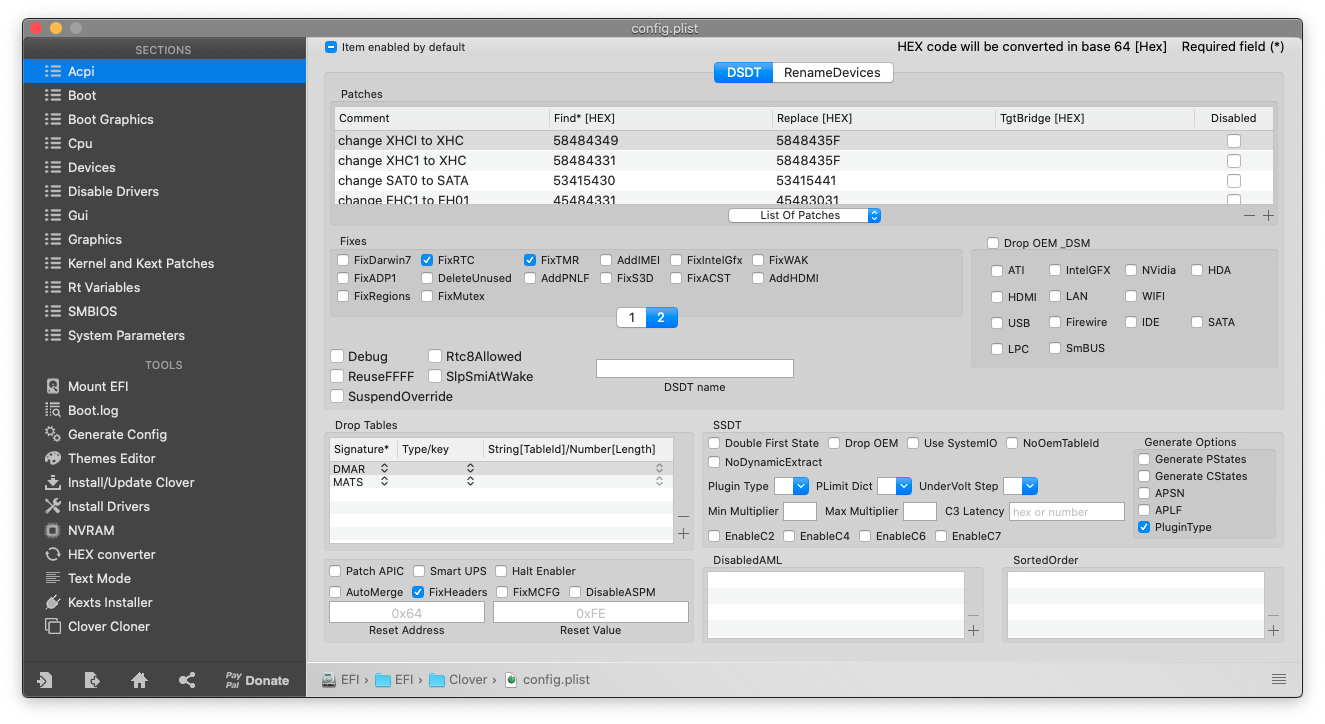 config.plist
SECTIONS
Acpi
Boot
Boot Graphics
Cpu
Devices
Disable Drivers
Gui
Graphics
Kernel and Kext Patches
Rt Variables
SMBIOS
System Parameters
TOOLS
Mount EFI
Boot.log
Generate Config
Themes Editor
Install/Update Clover
Install Drivers
NVRAM
HEX converter
Text Mode
Kexts Installer
Clover Cloner
Pay
Pal Donate
Item enabled by default HEX code will be converted in base 64 [Hex] Required field (*)
DSDT RenameDevices
Patches
Comment Find* [HEX] Replace [HEX] TgtBridge [HEX] Disabled
change XHCI to XHC 58484349 5848435F
change XHC1 to XHC 58484331 5848435F
change SAT0 to SATA 53415430 53415441
change EHC1 to EH01 45484331 45483031
List Of Patches
Fixes
FixDarwin7 FixRTC FixTMR AddIMEI FixIntelGfx FixWAK
FixADP1 DeleteUnused AddPNLF FixS3D FixACST AddHDMI
FixRegions FixMutex
1 2
Drop OEM _DSM
ATI IntelGFX NVidia HDA
HDMI LAN WIFI
USB Firewire IDE SATA
LPC SmBUS
Debug Rtc8Allowed
ReuseFFFF SlpSmiAtWake
SuspendOverride
DSDT name
Drop Tables
Signature* Type/key String[TableId]/Number[Length]
DMAR
MATS
SSDT
Double First State Drop OEM Use SystemIO NoOemTableId
NoDynamicExtract
Plugin Type PLimit Dict UnderVolt Step
Min Multiplier Max Multiplier C3 Latency hex or number
EnableC2 EnableC4 EnableC6 EnableC7
Generate Options
Generate PStates
Generate CStates
APSN
APLF
PluginType
Patch APIC Smart UPS Halt Enabler
AutoMerge FixHeaders FixMCFG DisableASPM
0x64 0xFE
Reset Address Reset Value
DisabledAML SortedOrder
EFI › EFI › Clover › config.plist